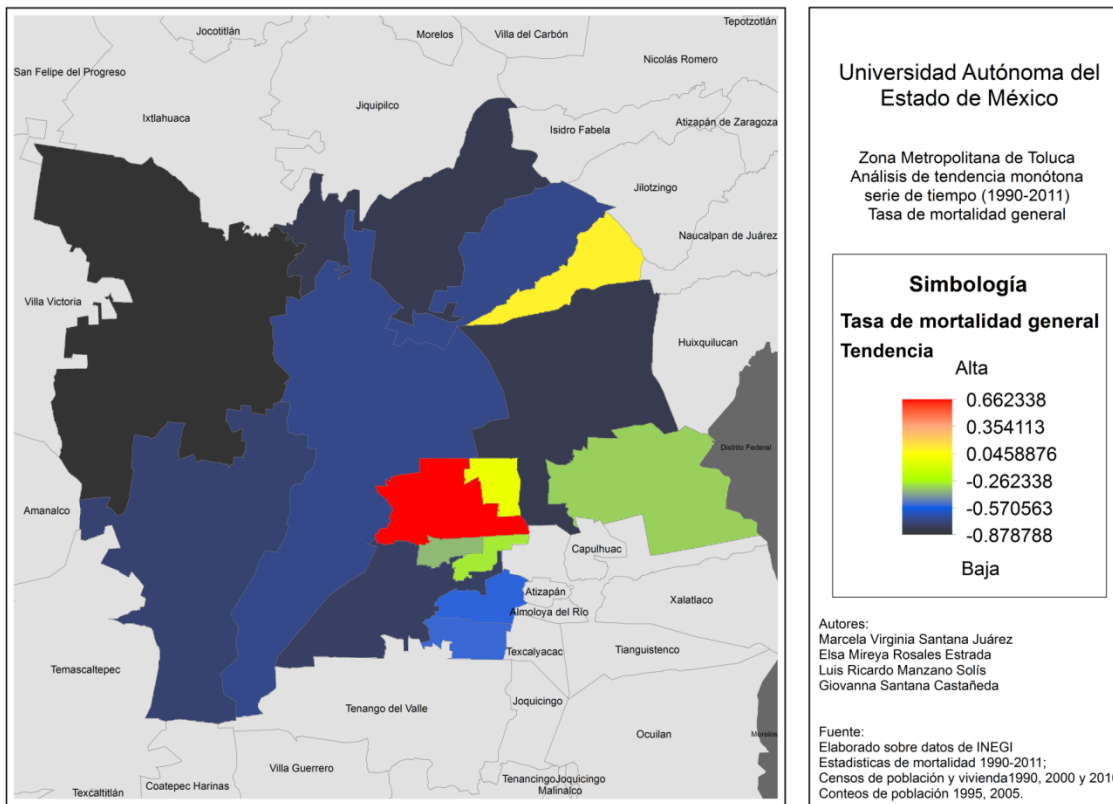 Tepotzotlán
Jocotitlán
Morelos
Villa del Carbón
Nicolás Romero
San Felipe del Progreso
Jiquipilco
Ixtlahuaca
Atizapán de Zaragoza
Isidro Fabela
Jilotzingo
Naucalpan de Juárez
Villa Victoria
Huixquilucan
Distrito Federal
Amanalco
Capulhuac
Atizapán
Xalatlaco
Almoloya del Río
Texcalyacac
Tianguistenco
Temascaltepec
Joquicingo
Tenango del Valle
Ocuilan
Morelos
Villa Guerrero
Tenancingo
Joquicingo
Coatepec Harinas
Malinalco
Texcaltitlán
Universidad Autónoma del
Estado de México
Zona Metropolitana de Toluca
Análisis de tendencia monótona
serie de tiempo (1990-2011)
Tasa de mortalidad general
Simbología
Tasa de mortalidad general
Tendencia
Alta
0.662338
0.354113
0.0458876
-0.262338
-0.570563
-0.878788
Baja
Autores:
Marcela Virginia Santana Juárez
Elsa Mireya Rosales Estrada
Luis Ricardo Manzano Solís
Giovanna Santana Castañeda
Fuente:
Elaborado sobre datos de INEGI
Estadisticas de mortalidad 1990-2011;
Censos de población y vivienda1990, 2000 y 2010
Conteos de población 1995, 2005.